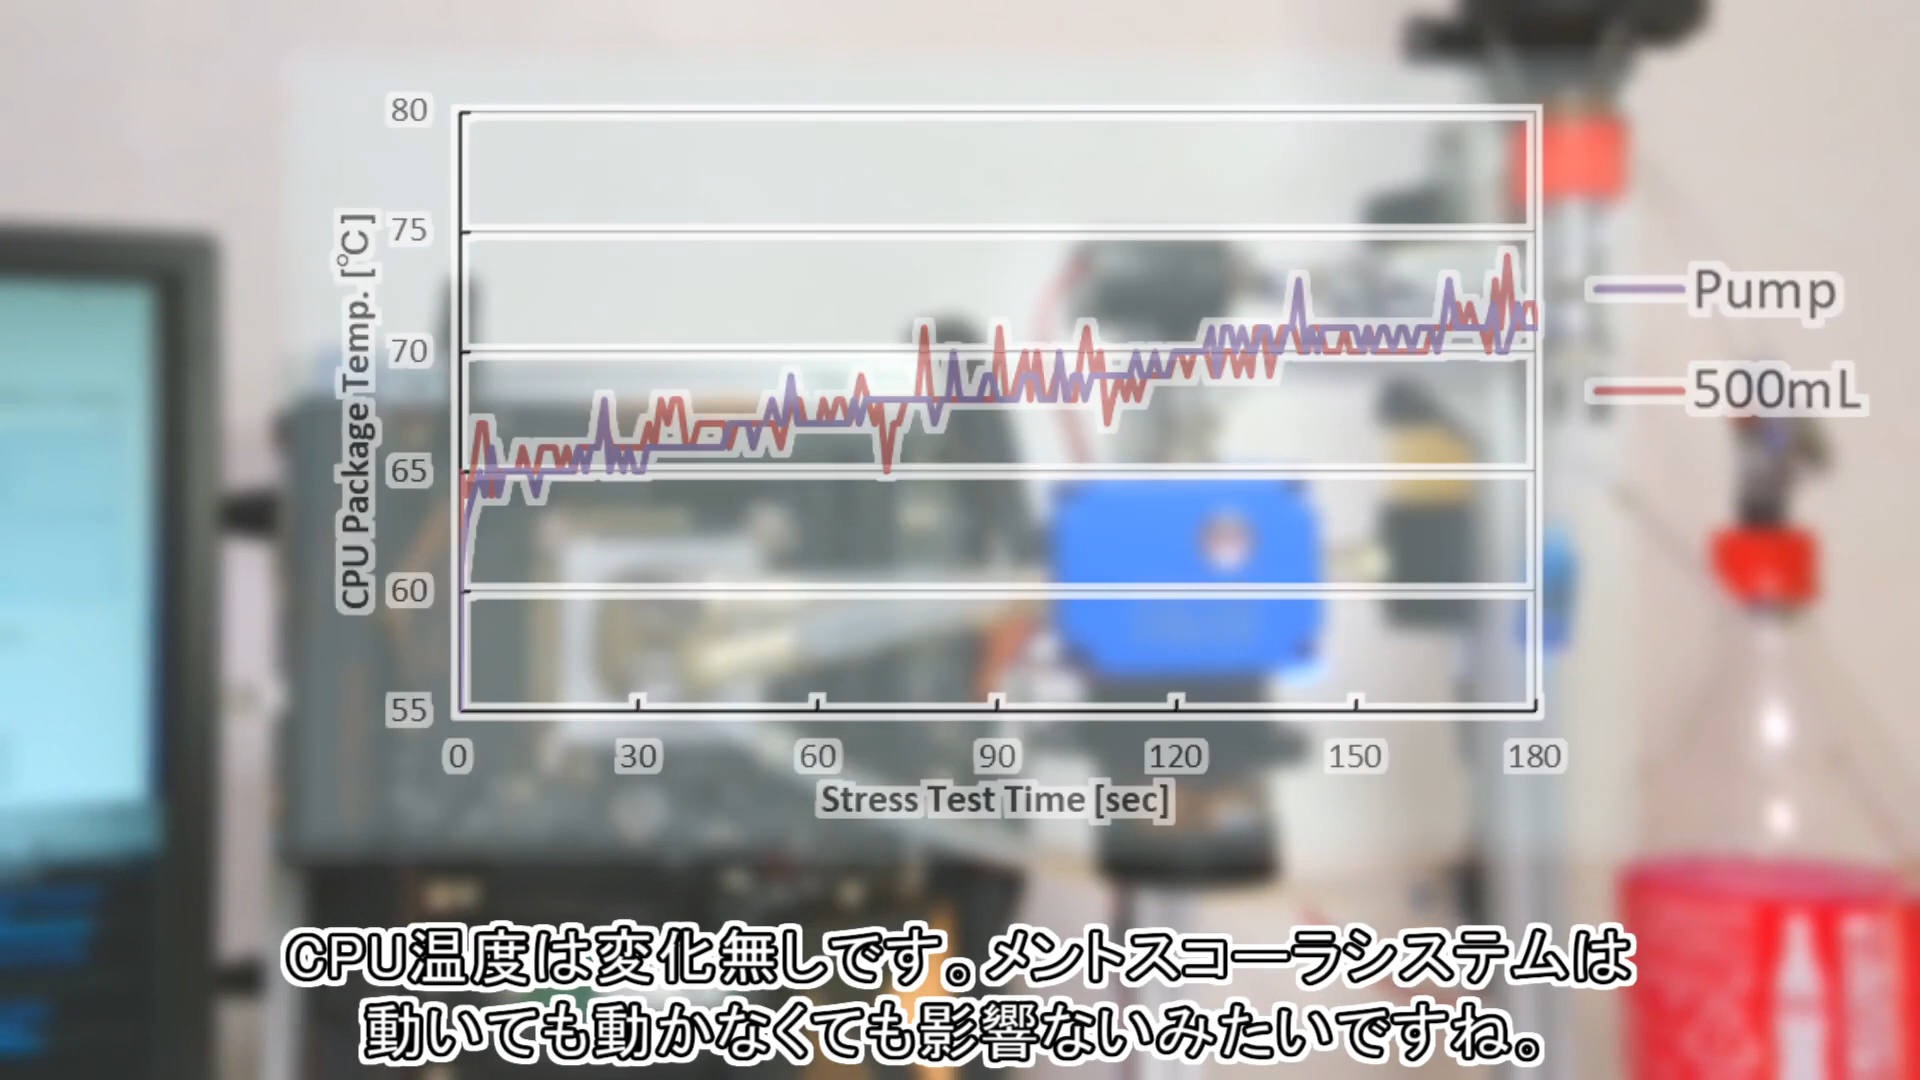 80
75
70
65
60
55
CPU Package Temp. [℃]
0 30 60 90 120 150 180
Stress Test Time [sec]
Pump
500mL
CPU温度は変化無しです。メントスコーラシステムは
動いても動かなくても影響ないみたいですね。